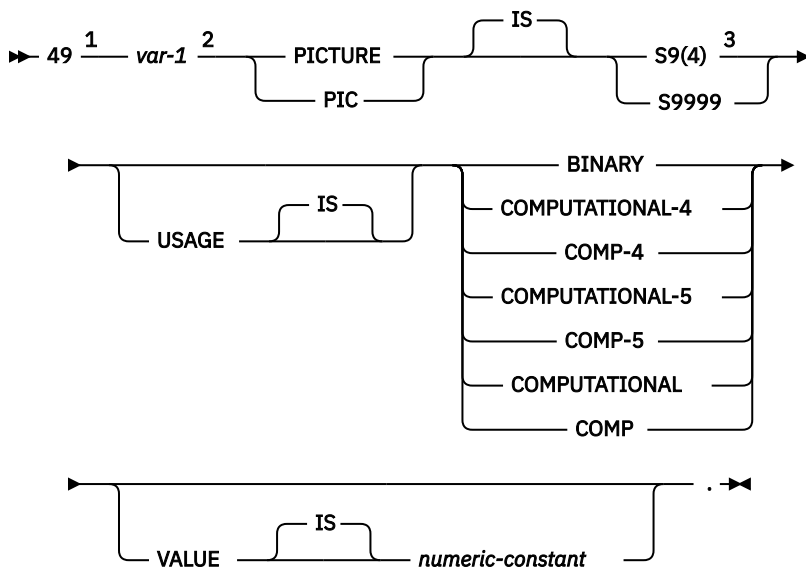 IS
49 1 var-1 2 PICTURE S9(4) 3
PIC S9999
BINARY
IS COMPUTATIONAL-4
USAGE COMP-4
COMPUTATIONAL-5
COMP-5
COMPUTATIONAL
COMP
.
IS
VALUE numeric-constant